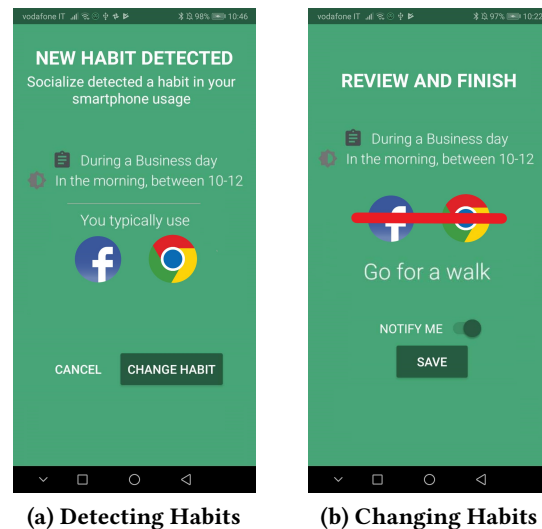 vodafone IT 98% 10:46
NEW HABIT DETECTED
Socialize detected a habit in your
smartphone usage
During a Business day
In the morning, between 10-12
You typically use
f
CANCEL CHANGE HABIT
(a) Detecting Habits
vodafone IT 97% 10:22
REVIEW AND FINISH
During a Business day
In the morning, between 10-12
f
Go for a walk
NOTIFY ME
SAVE
(b) Changing Habits